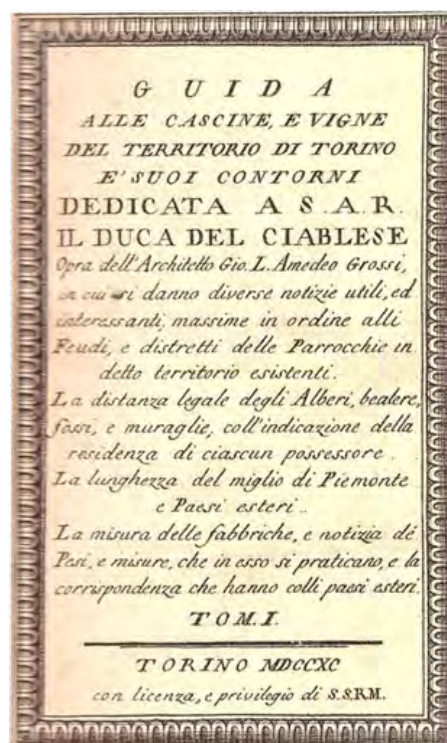 GUIDA
ALLE CASCINE, E VIGNE
DEL TERRITORIO DI TORINO
E' SUOI CONTORNI
DEDICATA A S.A.R.
IL DUCA DEL CIABLESE
Opra dell'Architetto Gio. L. Amedeo Grossi,
in cui si danno diverse notizie utili, ed
interessanti, massime in ordine alli
Feudi, e distretti delle Parrocchie in
detto territorio esistenti.
La distanza legale degli Alberi, bealere,
fossi, e muraglie, coll'indicazione della
residenza di ciascun possessore.
La lunghezza del miglio di Piemonte
e Paesi esteri.
La misura delle fabbriche, e notizia dé
Pesi, e misure, che in esso si praticano, e la
corrispondenza che hanno colli paesi esteri.
TOM. I.
TORINO MDCCXC
con licenza, e privilegio di S.S.R.M.